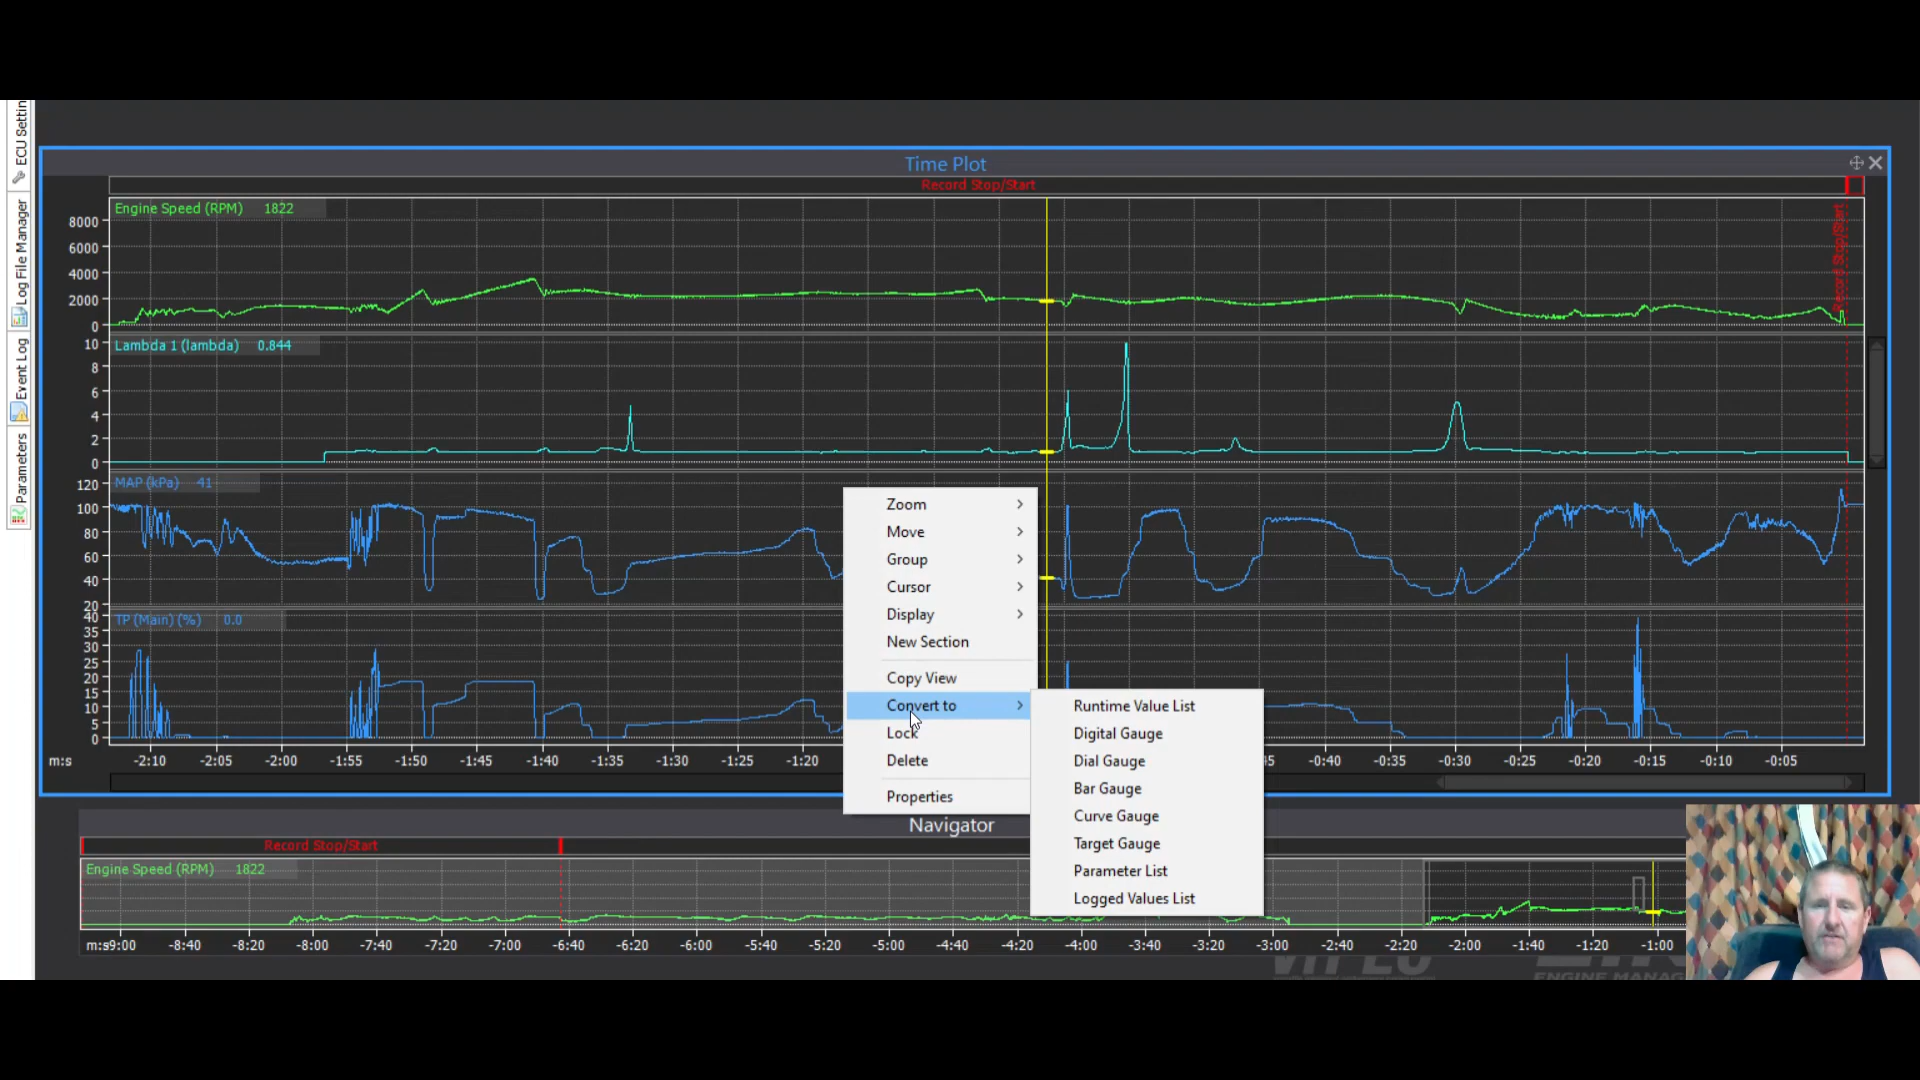 ECU Settin
Log File Manager
Event Log
Parameters
Time Plot
Record Stop/Start
Record Stop/Start
Engine Speed (RPM) 1822
8000
6000
4000
2000
0
Lambda 1 (lambda) 0.844
10
8
6
4
2
0
MAP (kPa) 41
120
100
80
60
40
20
TP (Main) (%) 0.0
40
35
30
25
20
15
10
5
0
m:s -2:10 -2:05 -2:00 -1:55 -1:50 -1:45 -1:40 -1:35 -1:30 -1:25 -1:20 -0:40 -0:35 -0:30 -0:25 -0:20 -0:15 -0:10 -0:05
Zoom
Move
Group
Cursor
Display
New Section
Copy View
Convert to
Lock
Delete
Properties
Runtime Value List
Digital Gauge
Dial Gauge
Bar Gauge
Curve Gauge
Target Gauge
Parameter List
Logged Values List
Navigator
Record Stop/Start
Engine Speed (RPM) 1822
m:s9:00 -8:40 -8:20 -8:00 -7:40 -7:20 -7:00 -6:40 -6:20 -6:00 -5:40 -5:20 -5:00 -4:40 -4:20 -4:00 -3:40 -3:20 -3:00 -2:40 -2:20 -2:00 -1:40 -1:20 -1:00
ENGINE MANAG